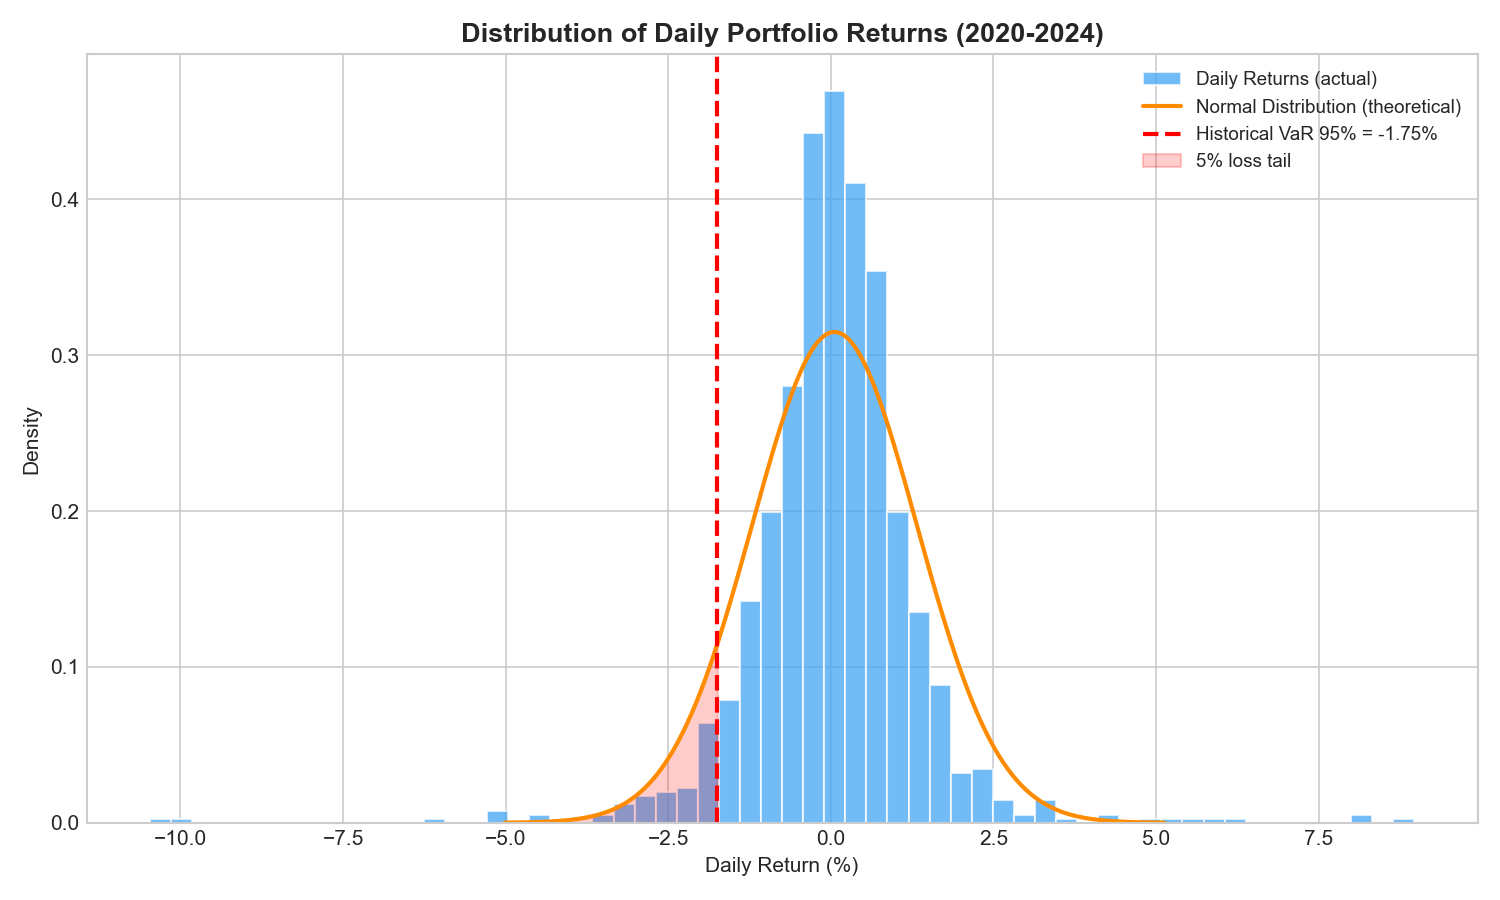 Distribution of Daily Portfolio Returns (2020-2024)
Daily Returns (actual)
Normal Distribution (theoretical)
Historical VaR 95% = -1.75%
5% loss tail
Density
0.4
0.3
0.2
0.1
0.0
−10.0 −7.5 −5.0 −2.5 0.0 2.5 5.0 7.5
Daily Return (%)